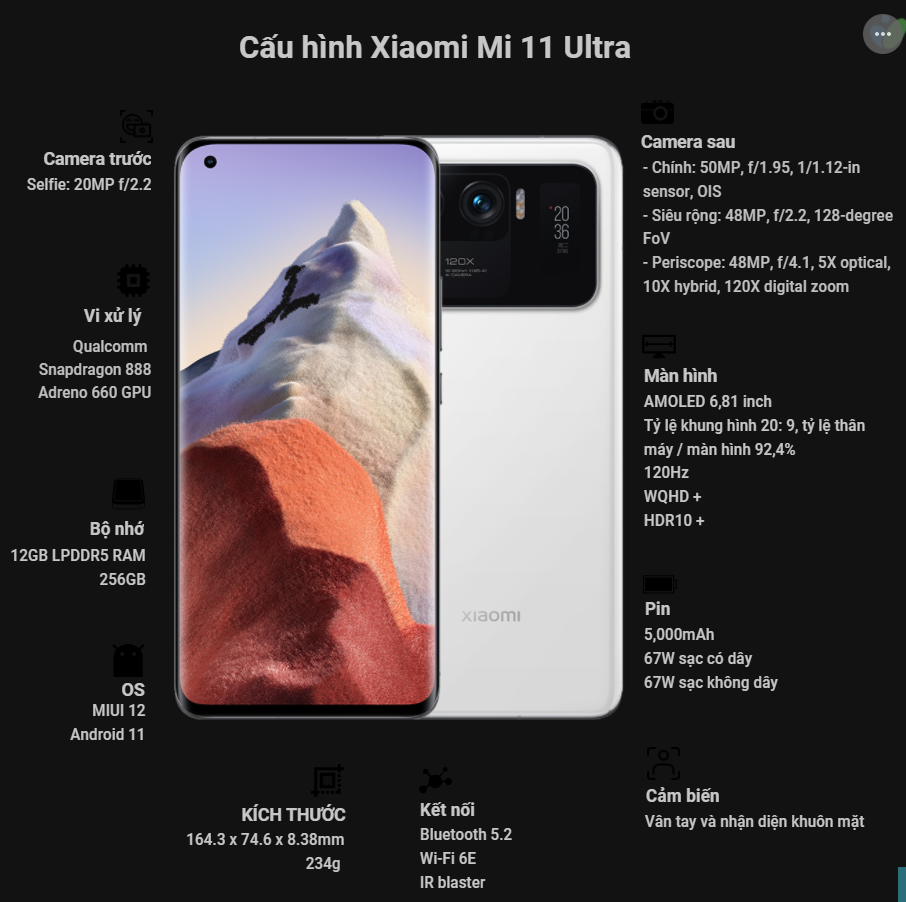 Cấu hình Xiaomi Mi 11 Ultra
Camera trước
Selfie: 20MP f/2.2
Vi xử lý
Qualcomm
Snapdragon 888
Adreno 660 GPU
Bộ nhớ
12GB LPDDR5 RAM
256GB
OS
MIUI 12
Android 11
20
36
120X
xiaomi
Camera sau
- Chính: 50MP, f/1.95, 1/1.12-in
sensor, OIS
- Siêu rộng: 48MP, f/2.2, 128-degree
FoV
- Periscope: 48MP, f/4.1, 5X optical,
10X hybrid, 120X digital zoom
Màn hình
AMOLED 6,81 inch
Tỷ lệ khung hình 20: 9, tỷ lệ thân
máy / màn hình 92,4%
120Hz
WQHD +
HDR10 +
Pin
5,000mAh
67W sạc có dây
67W sạc không dây
Cảm biến
Vân tay và nhận diện khuôn mặt
KÍCH THƯỚC
164.3 x 74.6 x 8.38mm
234g
Kết nối
Bluetooth 5.2
Wi-Fi 6E
IR blaster